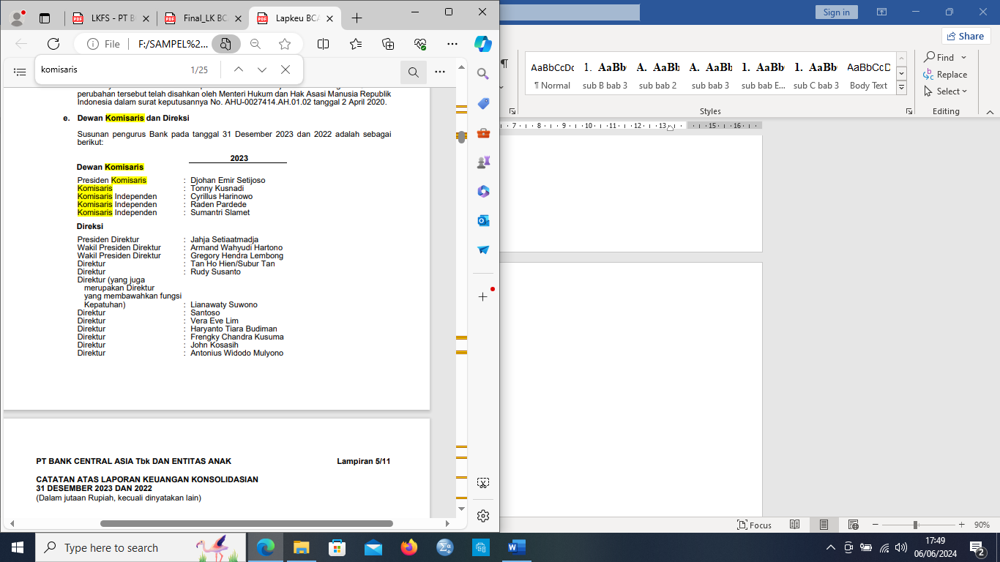 LKFS - PT B
Final_LK BC
Lapkeu BCA
File
F:/SAMPEL%2...
komisaris
1/25
perubahan tersebut telah disahkan oleh Menteri Hukum dan Hak Asasi Manusia Republik
Indonesia dalam surat keputusannya No. AHU-0027414.AH.01.02 tanggal 2 April 2020.
e. Dewan Komisaris dan Direksi
Susunan pengurus Bank pada tanggal 31 Desember 2023 dan 2022 adalah sebagai
berikut:
2023
Dewan Komisaris
Presiden Komisaris : Djohan Emir Setijoso
Komisaris : Tonny Kusnadi
Komisaris Independen : Cyrillus Harinowo
Komisaris Independen : Raden Pardede
Komisaris Independen : Sumantri Slamet
Direksi
Presiden Direktur : Jahja Setiaatmadja
Wakil Presiden Direktur : Armand Wahyudi Hartono
Wakil Presiden Direktur : Gregory Hendra Lembong
Direktur : Tan Ho Hien/Subur Tan
Direktur : Rudy Susanto
Direktur (yang juga
merupakan Direktur
yang membawahkan fungsi
Kepatuhan) : Lianawaty Suwono
Direktur : Santoso
Direktur : Vera Eve Lim
Direktur : Haryanto Tiara Budiman
Direktur : Frengky Chandra Kusuma
Direktur : John Kosasih
Direktur : Antonius Widodo Mulyono
PT BANK CENTRAL ASIA Tbk DAN ENTITAS ANAK
Lampiran 5/11
CATATAN ATAS LAPORAN KEUANGAN KONSOLIDASIAN
31 DESEMBER 2023 DAN 2022
(Dalam jutaan Rupiah, kecuali dinyatakan lain)
Sign in
Share
AaBbCcDc
1. AaBb
A. AaBb
A. AaBb
1. AaBb
1. AaBb
AaBbCcD
¶ Normal
sub B bab 3
sub bab 2
sub bab 3
sub bab E...
sub C bab 3
Body Text
Find
Replace
Select
Styles
Editing
7 8 9 10 11 12 13 15 16
Focus
90%
Type here to search
17:49
06/06/2024
2